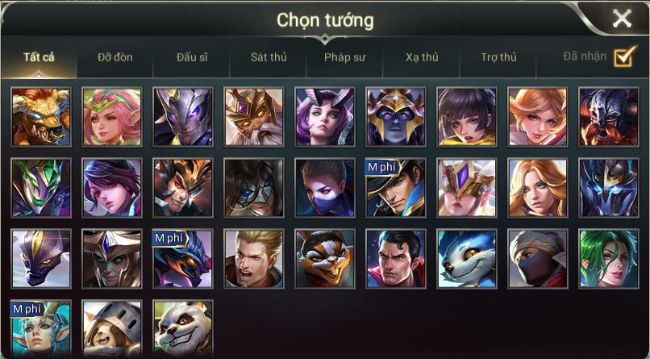 Chọn tướng
Tất cả Đỡ đòn Đấu sĩ Sát thủ Pháp sư Xạ thủ Trợ thủ Đã nhận
M phí
M phí
M phí